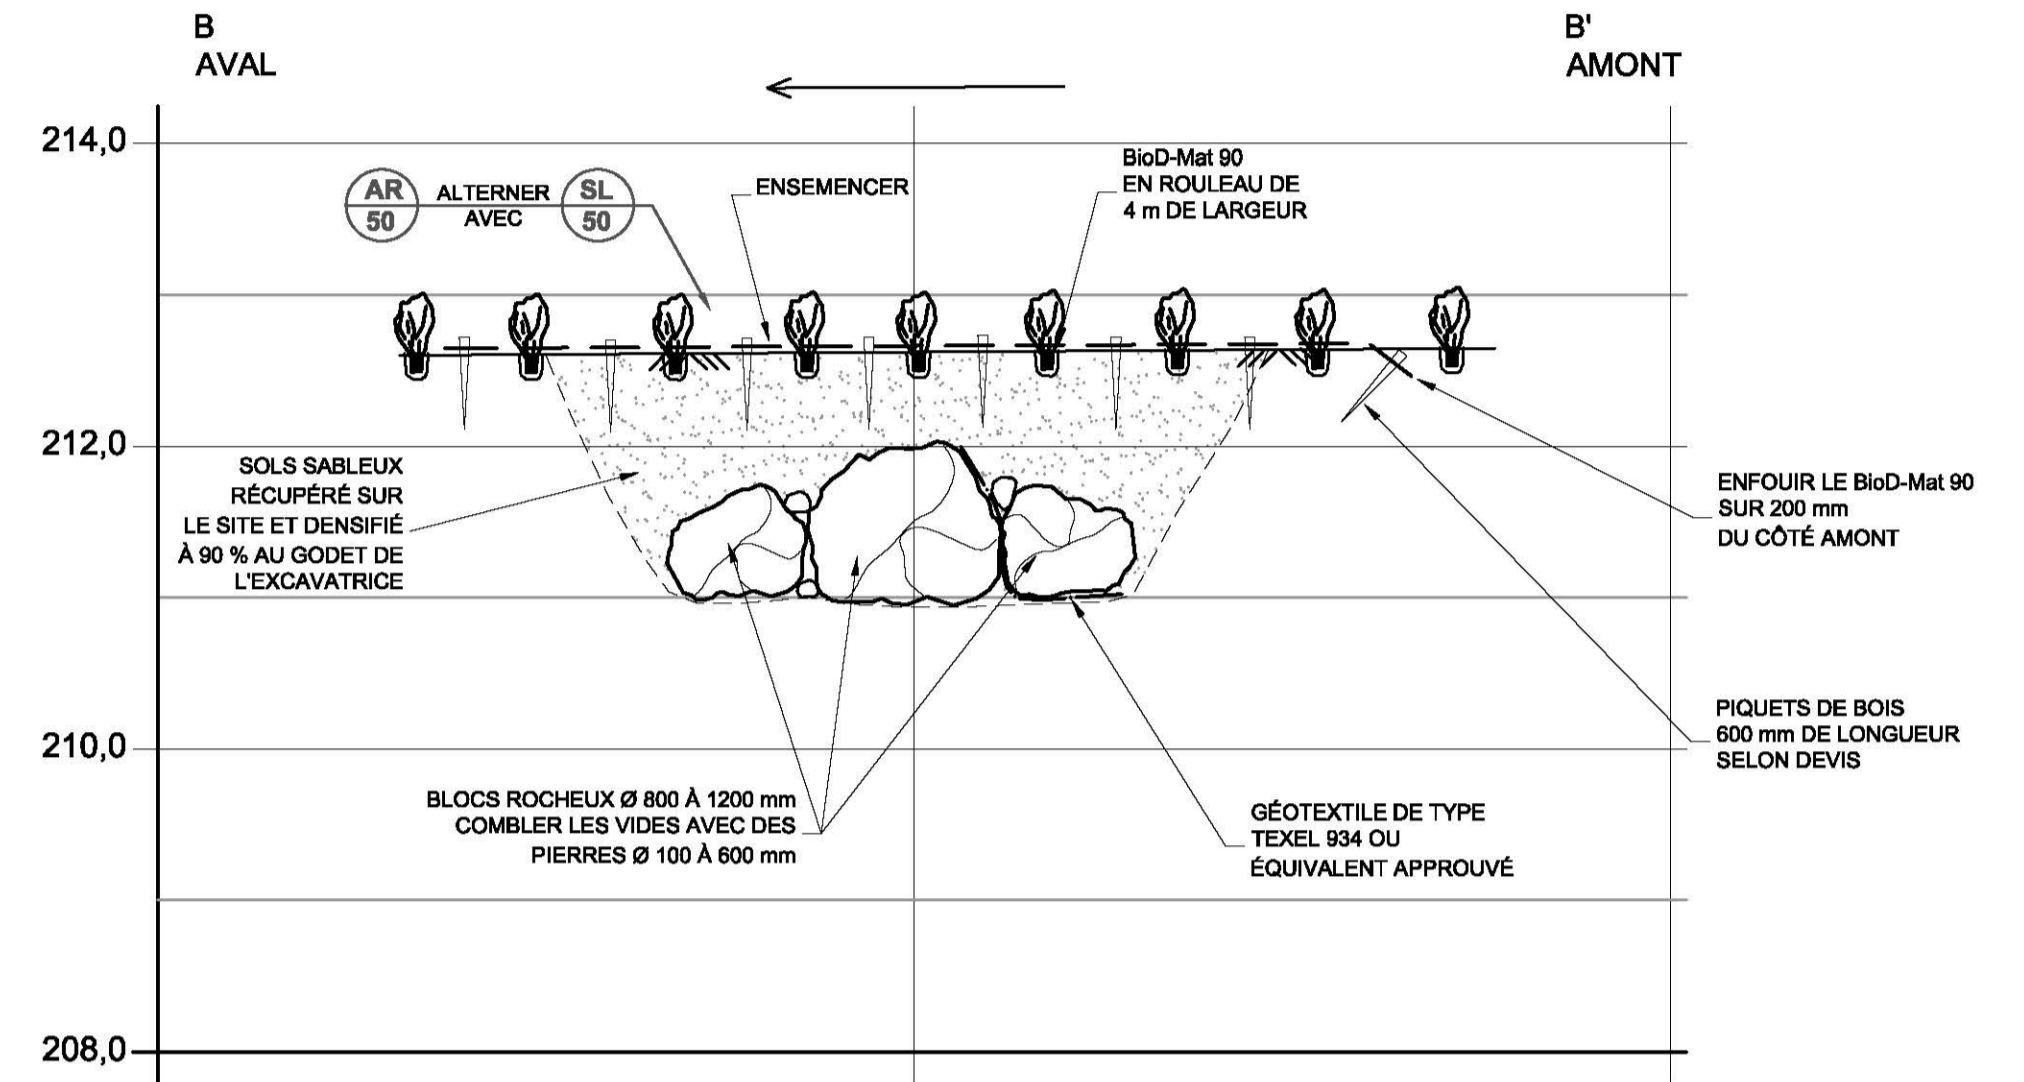 B
AVAL
B'
AMONT
214,0
AR
50
ALTERNER
AVEC
SL
50
ENSEMENCER
BioD-Mat 90
EN ROULEAU DE
4 m DE LARGEUR
212,0
SOLS SABLEUX
RÉCUPÉRÉ SUR
LE SITE ET DENSIFIÉ
À 90 % AU GODET DE
L'EXCAVATRICE
ENFOUIR LE BioD-Mat 90
SUR 200 mm
DU CÔTÉ AMONT
PIQUETS DE BOIS
600 mm DE LONGUEUR
SELON DEVIS
210,0
BLOCS ROCHEUX Ø 800 À 1200 mm
COMBLER LES VIDES AVEC DES
PIERRES Ø 100 À 600 mm
GÉOTEXTILE DE TYPE
TEXEL 934 OU
ÉQUIVALENT APPROUVÉ
208,0